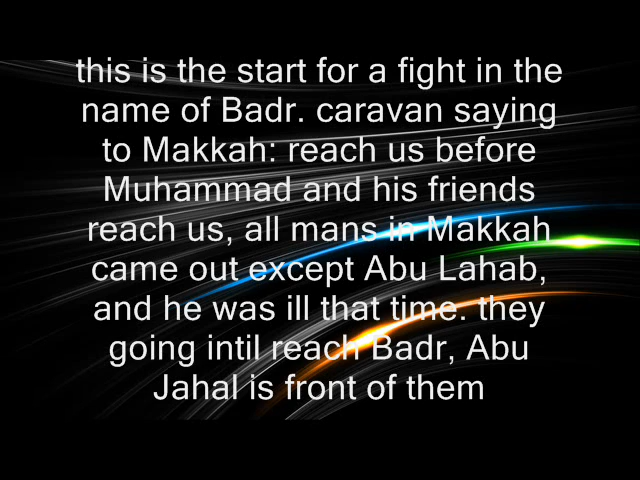 this is the start for a fight in the
name of Badr. caravan saying
to Makkah: reach us before
Muhammad and his friends
reach us, all mans in Makkah
came out except Abu Lahab,
and he was ill that time. they
going intil reach Badr, Abu
Jahal is front of them